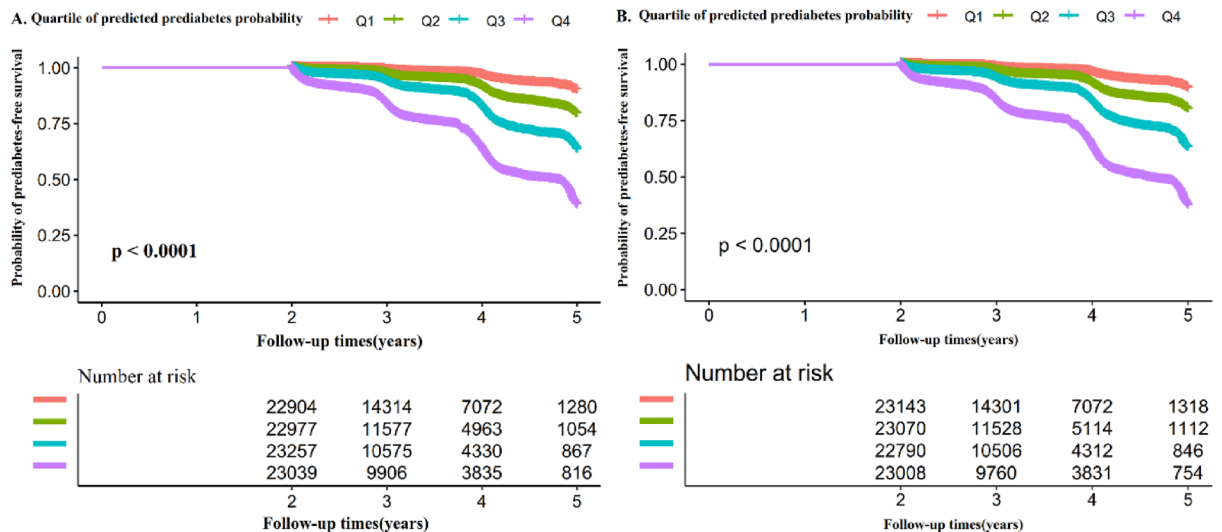 A. Quartile of predicted prediabetes probability Q1 Q2 Q3 Q4
Probability of prediabetes-free survival
1.00
0.75
0.50
0.25
0.00
p < 0.0001
0 1 2 3 4 5
Follow-up times(years)
Number at risk
22904 14314 7072 1280
22977 11577 4963 1054
23257 10575 4330 867
23039 9906 3835 816
2 3 4 5
Follow-up times(years)
B. Quartile of predicted prediabetes probability Q1 Q2 Q3 Q4
Probability of prediabetes-free survival
1.00
0.75
0.50
0.25
0.00
p < 0.0001
0 1 2 3 4 5
Follow-up times(years)
Number at risk
23143 14301 7072 1318
23070 11528 5114 1112
22790 10506 4312 846
23008 9760 3831 754
2 3 4 5
Follow-up times(years)